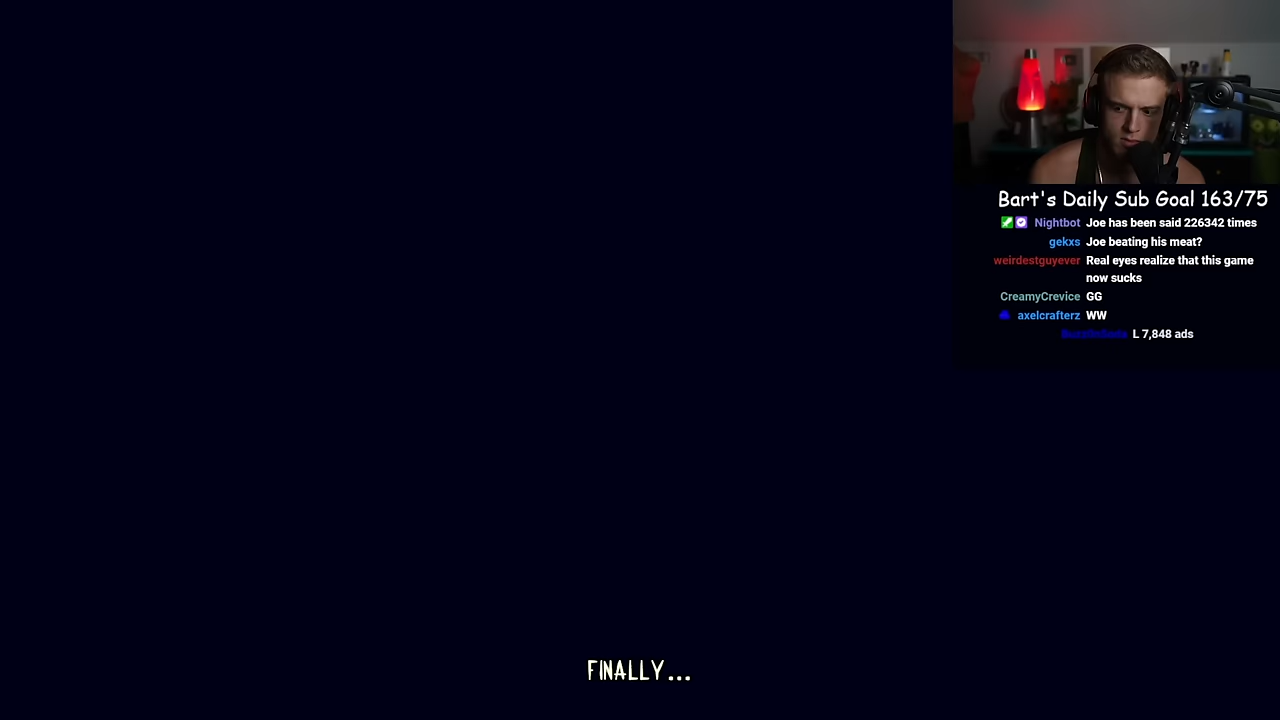 Bart's Daily Sub Goal 163/75
Nightbot Joe has been said 226342 times
gekxs Joe beating his meat?
weirdestguyever Real eyes realize that this game
now sucks
CreamyCrevice GG
axelcrafterz WW
L 7,848 ads
FINALLY...